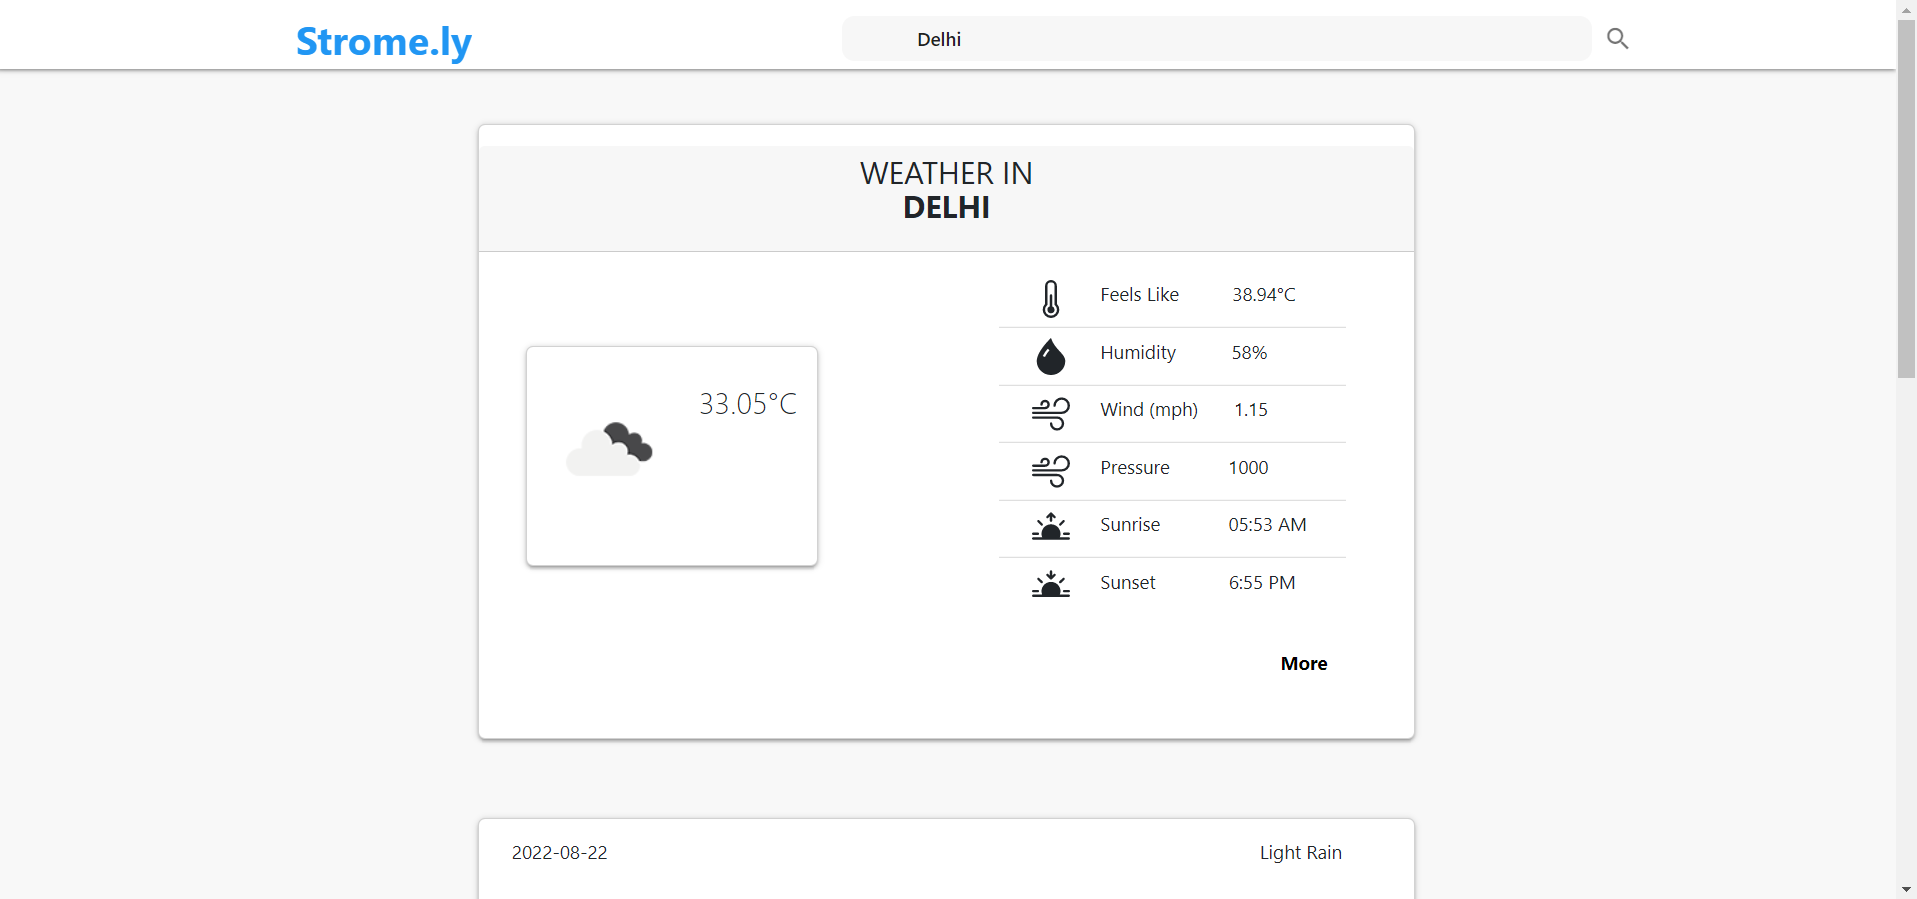 Strome.ly
Delhi
WEATHER IN
DELHI
33.05°C
Feels Like 38.94°C
Humidity 58%
Wind (mph) 1.15
Pressure 1000
Sunrise 05:53 AM
Sunset 6:55 PM
More
2022-08-22 Light Rain